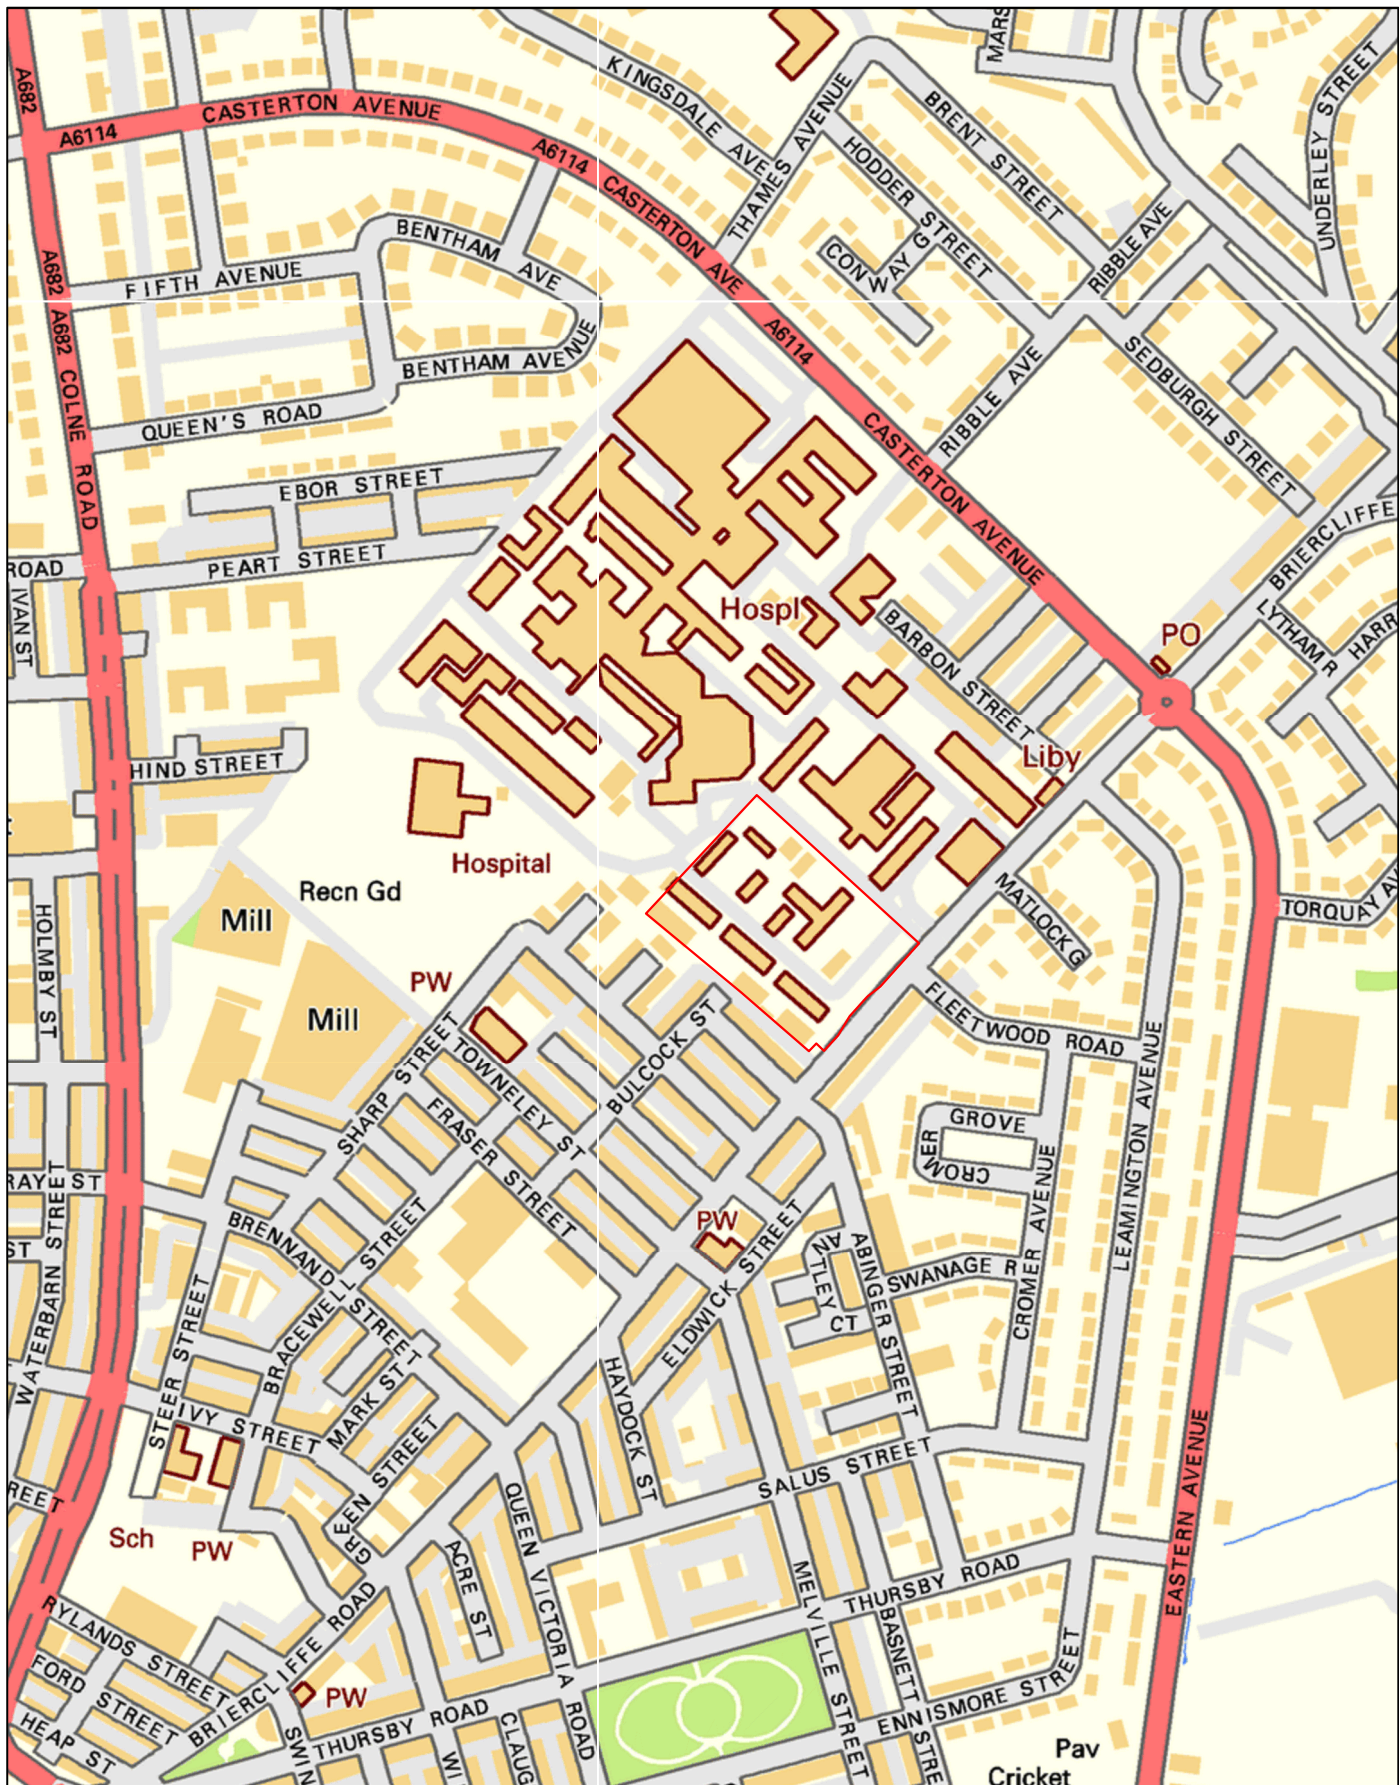 MARS
A682
A6114
CASTERTON AVENUE
KINGSDALE AVE
THAMES AVENUE
BRENT STREET
UNDERLEY STREET
A6114
CASTERTON AVE
HODDER STREET
CONWAY G
RIBBLE AVE
A682
BENTHAM AVE
FIFTH AVENUE
A682
COLNE ROAD
BENTHAM AVENUE
A6114
RIBBLE AVE
SEDBURGH STREET
QUEEN'S ROAD
CASTERTON AVENUE
EBOR STREET
PEART STREET
BRIERCLIFFE
ROAD
IVAN ST
Hospl
BARBON STREET
PO
LYTHAM R
HARR
HIND STREET
Liby
Hospital
Recn Gd
MATLOCK G
TORQUAY AV
HOLMBY ST
Mill
PW
Mill
FLEETWOOD ROAD
SHARP STREET
TOWNELEY ST
BULCOCK ST
FRASER STREET
GROVE
CROMER
LEAMINGTON AVENUE
CROMER AVENUE
RAY ST
ST
WATERBARN STREET
BRENNAND STREET
PW
ANTLEY CT
ABINGER STREET
SWANAGE R
ELDWICK STREET
STEER STREET
BRACEWELL STREET
HAYDOCK ST
MARK ST
IVY STREET
GREEN STREET
SALUS STREET
EASTERN AVENUE
REET
Sch
PW
QUEEN VICTORIA ROAD
ACRE ST
MELVILLE STREET
THURSBY ROAD
BASNETT STRE
RYLANDS STREET
FORD STREET
HEAP ST
BRIERCLIFFE ROAD
PW
SWIN
THURSBY ROAD
WI
CLAUG
ENNISMORE STREET
Pav
Cricket